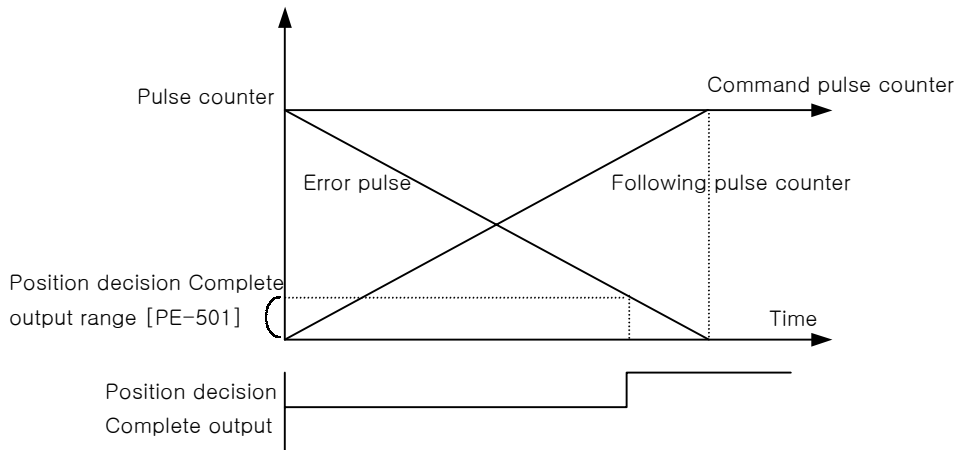 Command pulse counter
Pulse counter
Error pulse
Following pulse counter
Position decision Complete
output range [PE-501]
Time
Position decision
Complete output